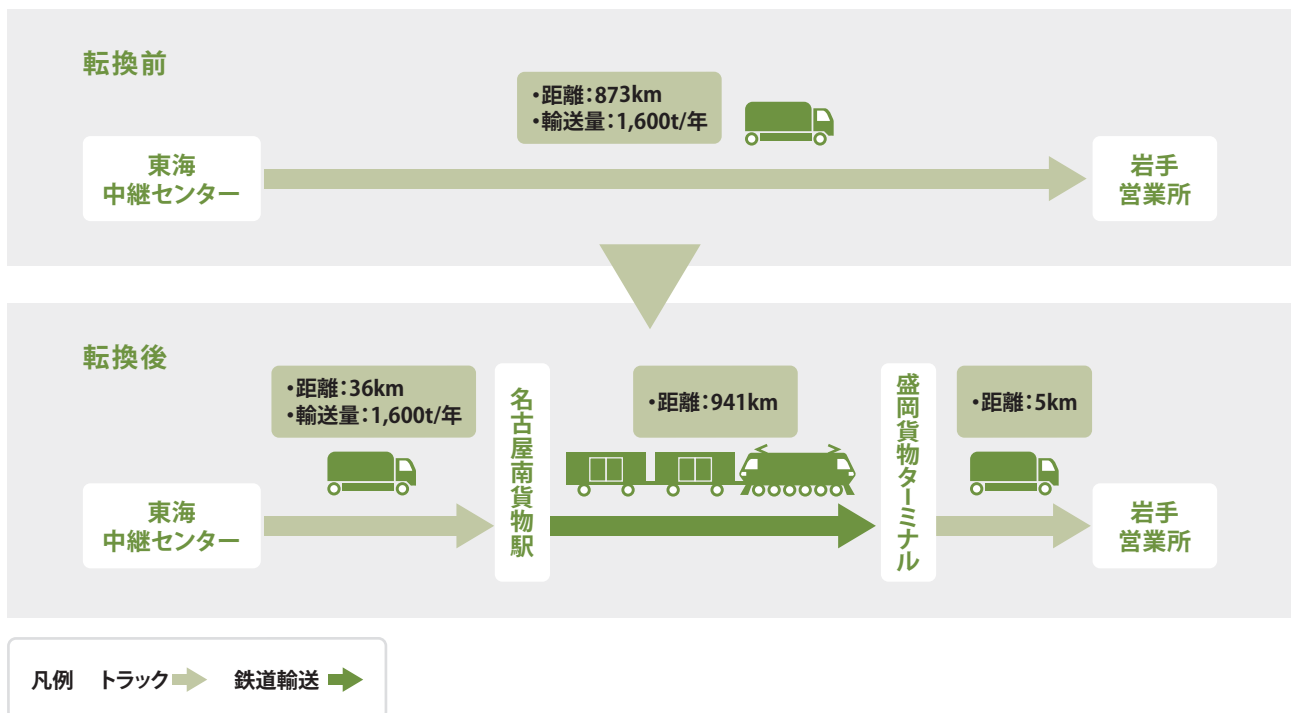 転換前
・距離：873km
・輸送量：1,600t/年
東海
中継センター
岩手
営業所
転換後
・距離：36km
・輸送量：1,600t/年
名古屋南貨物駅
・距離：941km
盛岡貨物ターミナル
・距離：5km
東海
中継センター
岩手
営業所
凡例 トラック 鉄道輸送